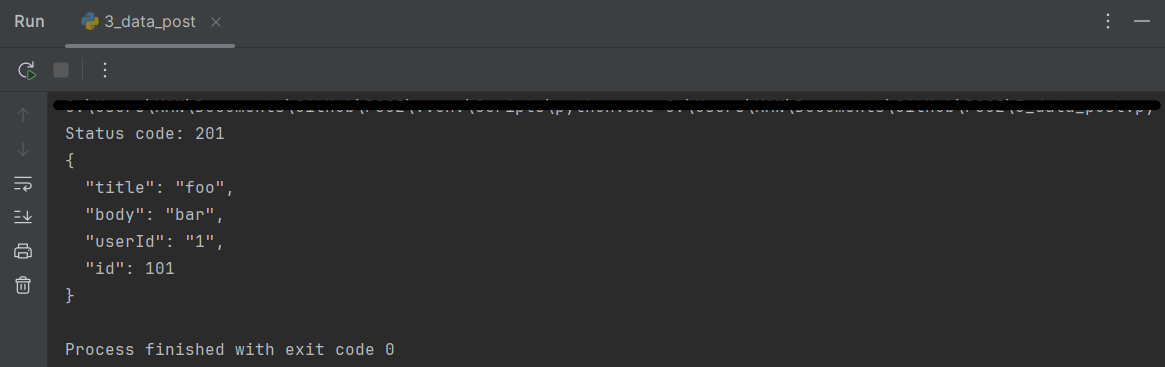 Run
3_data_post
Status code: 201
{
  "title": "foo",
  "body": "bar",
  "userId": "1",
  "id": 101
}
Process finished with exit code 0